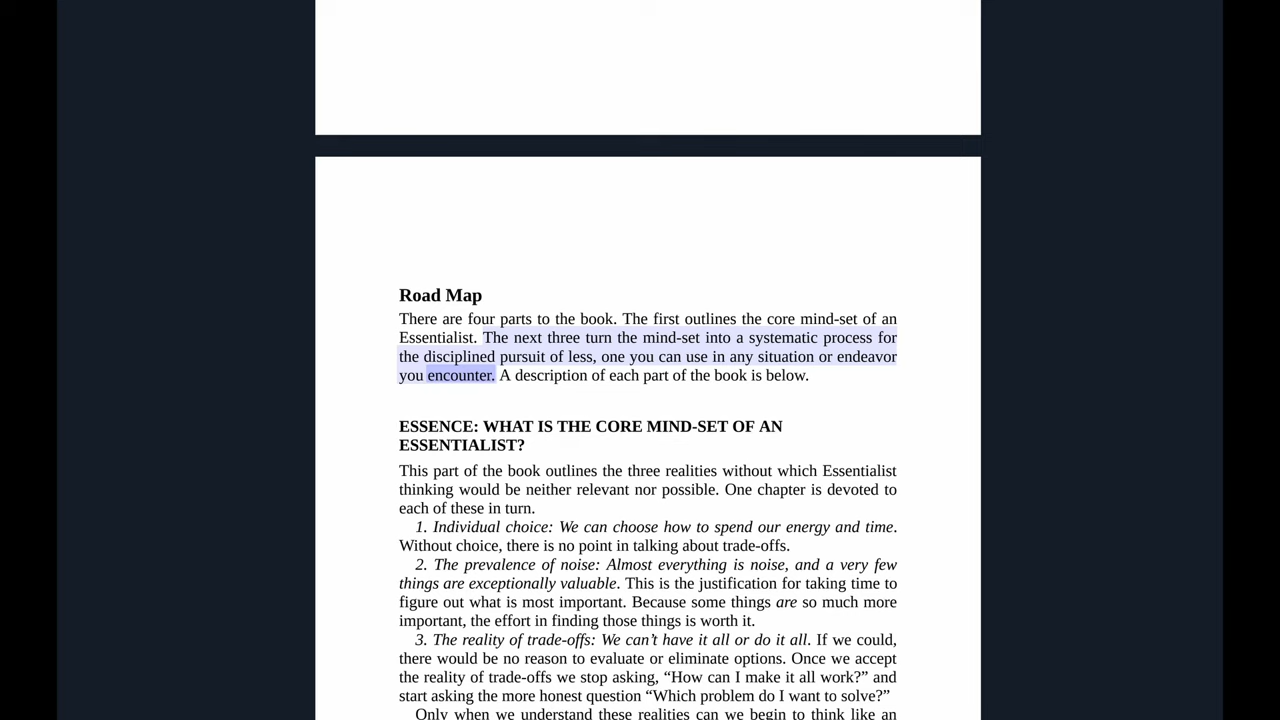 Road Map
There are four parts to the book. The first outlines the core mind-set of an
Essentialist. The next three turn the mind-set into a systematic process for
the disciplined pursuit of less, one you can use in any situation or endeavor
you encounter. A description of each part of the book is below.
ESSENCE: WHAT IS THE CORE MIND-SET OF AN
ESSENTIALIST?
This part of the book outlines the three realities without which Essentialist
thinking would be neither relevant nor possible. One chapter is devoted to
each of these in turn.
1. Individual choice: We can choose how to spend our energy and time.
Without choice, there is no point in talking about trade-offs.
2. The prevalence of noise: Almost everything is noise, and a very few
things are exceptionally valuable. This is the justification for taking time to
figure out what is most important. Because some things are so much more
important, the effort in finding those things is worth it.
3. The reality of trade-offs: We can’t have it all or do it all. If we could,
there would be no reason to evaluate or eliminate options. Once we accept
the reality of trade-offs we stop asking, “How can I make it all work?” and
start asking the more honest question “Which problem do I want to solve?”
Only when we understand these realities can we begin to think like an